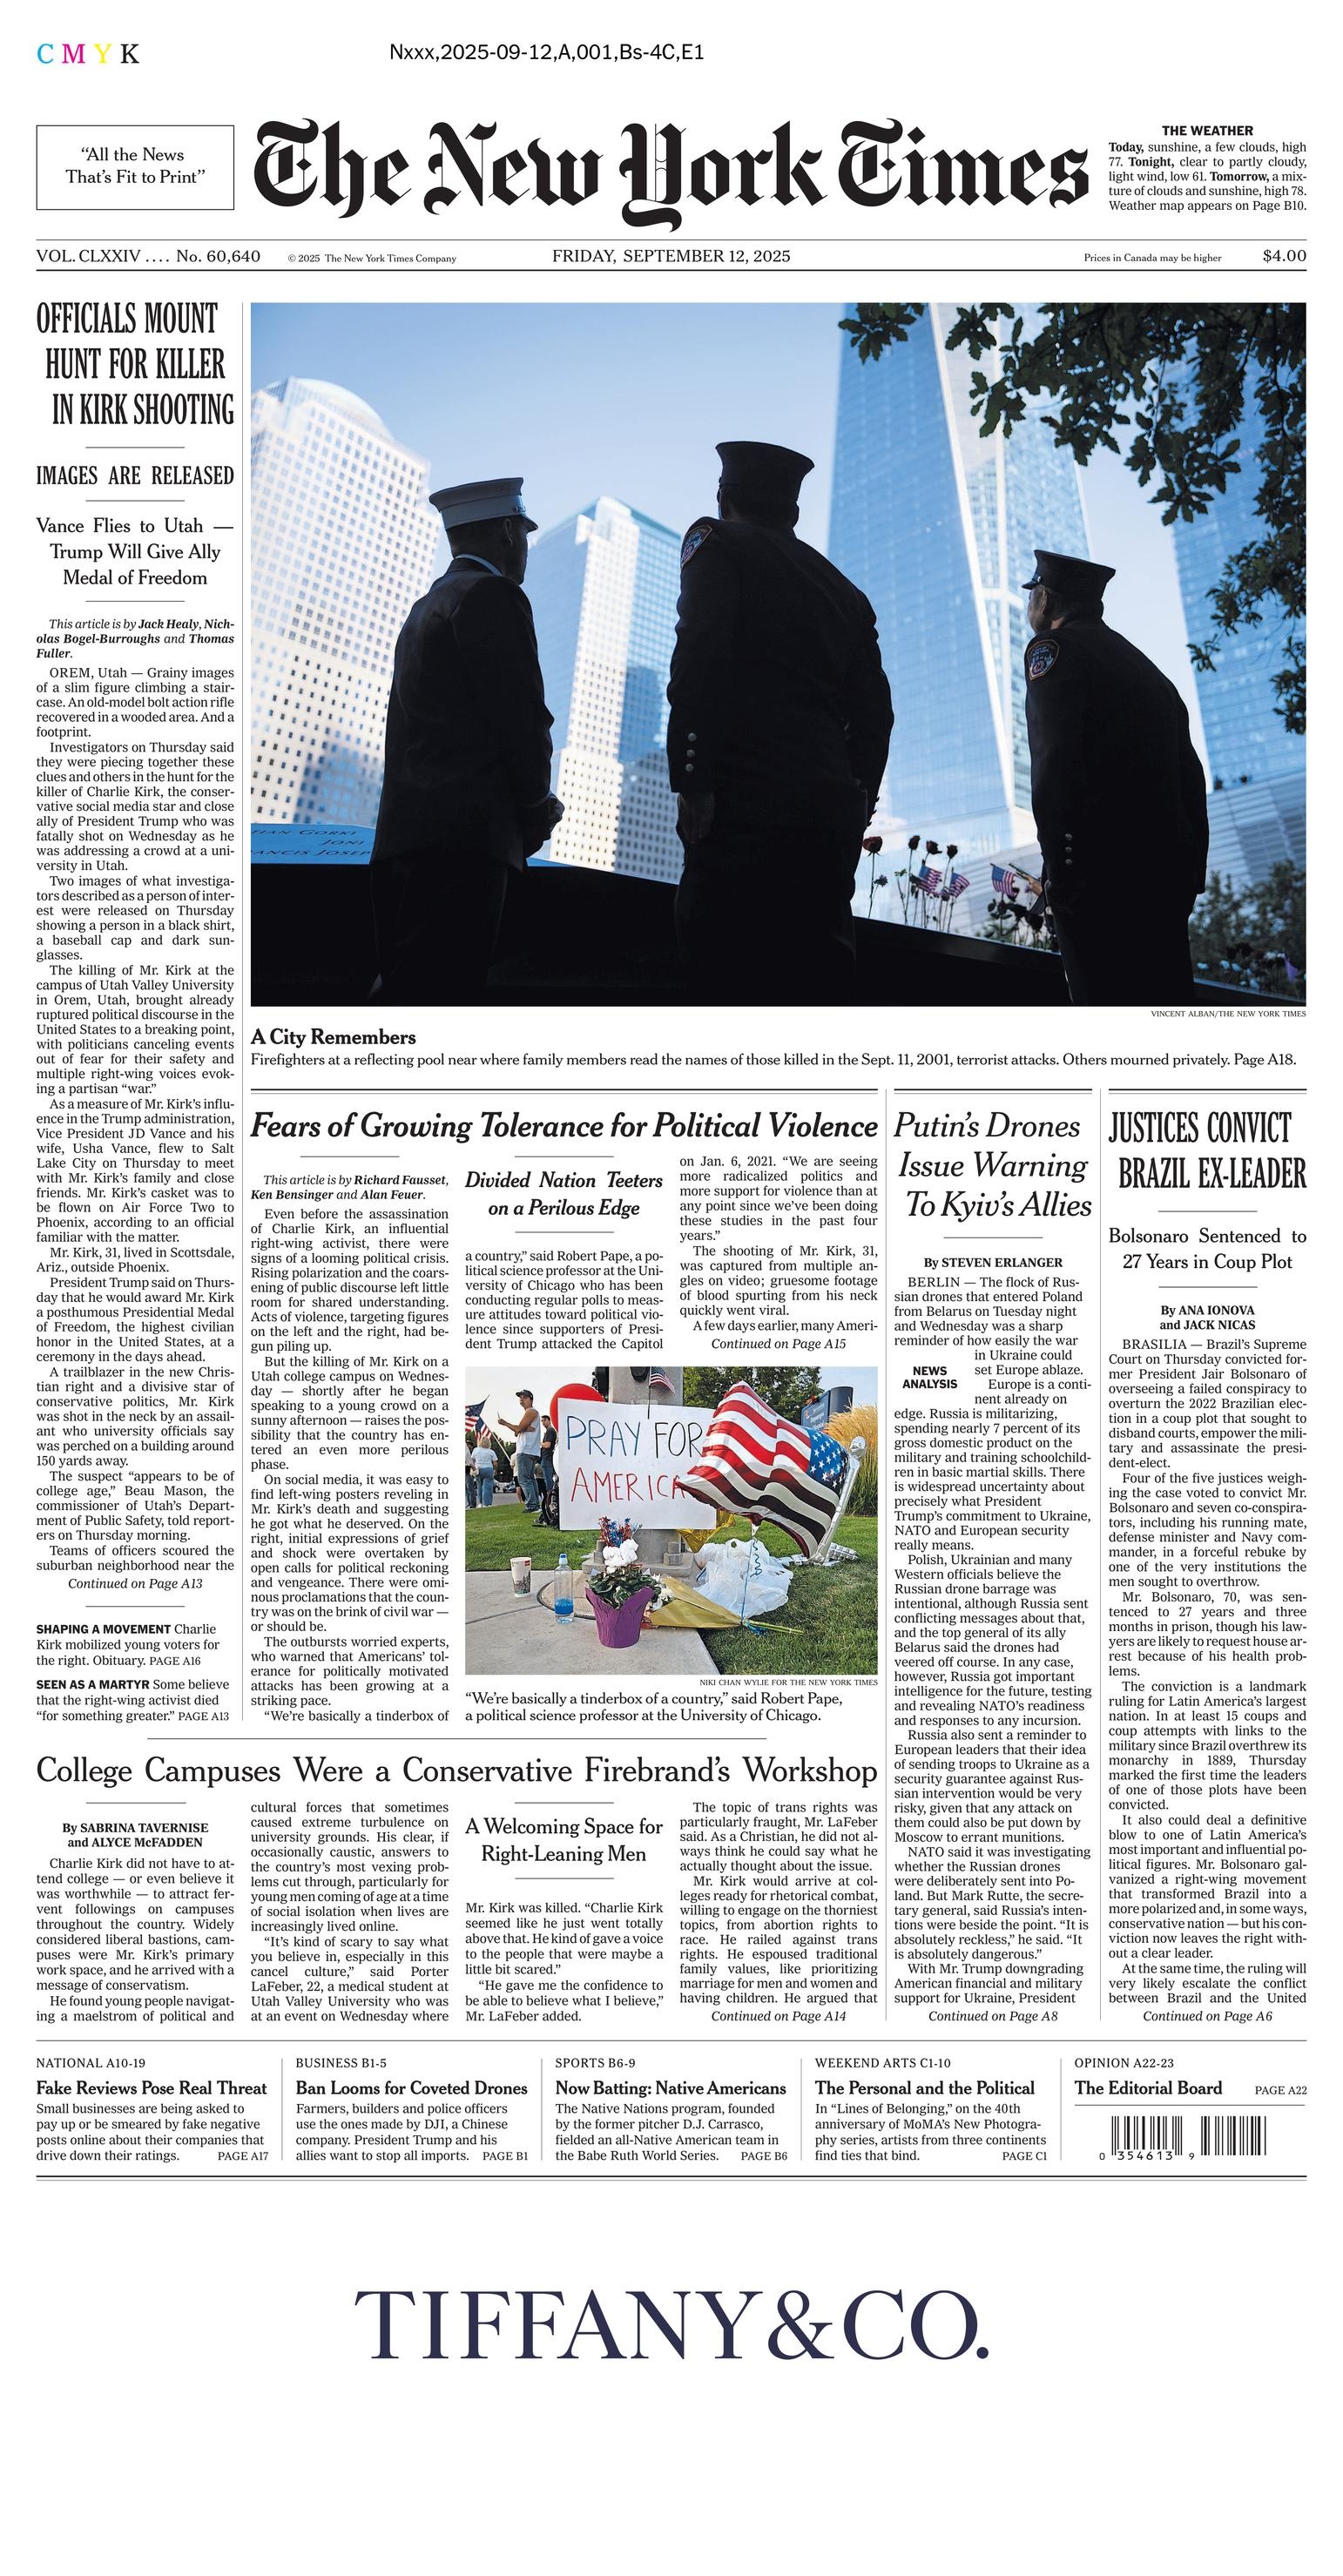 C M Y K
Nxxx,2025-09-12,A,001,Bs-4C,E1
“All the News
That’s Fit to Print”
The New York Times
THE WEATHER
Today, sunshine, a few clouds, high
77. Tonight, clear to partly cloudy,
light wind, low 61. Tomorrow, a mix-
ture of clouds and sunshine, high 78.
Weather map appears on Page B10.
VOL. CLXXIV .... No. 60,640
© 2025 The New York Times Company
FRIDAY, SEPTEMBER 12, 2025
Prices in Canada may be higher
$4.00
OFFICIALS MOUNT
HUNT FOR KILLER
IN KIRK SHOOTING
IMAGES ARE RELEASED
Vance Flies to Utah —
Trump Will Give Ally
Medal of Freedom
This article is by Jack Healy, Nich-
olas Bogel-Burroughs and Thomas
Fuller.
OREM, Utah — Grainy images
of a slim figure climbing a stair-
case. An old-model bolt action rifle
recovered in a wooded area. And a
footprint.
Investigators on Thursday said
they were piecing together these
clues and others in the hunt for the
killer of Charlie Kirk, the conser-
vative social media star and close
ally of President Trump who was
fatally shot on Wednesday as he
was addressing a crowd at a uni-
versity in Utah.
Two images of what investiga-
tors described as a person of inter-
est were released on Thursday
showing a person in a black shirt,
a baseball cap and dark sun-
glasses.
The killing of Mr. Kirk at the
campus of Utah Valley University
in Orem, Utah, brought already
ruptured political discourse in the
United States to a breaking point,
with politicians canceling events
out of fear for their safety and
multiple right-wing voices evok-
ing a partisan “war.”
As a measure of Mr. Kirk’s influ-
ence in the Trump administration,
Vice President JD Vance and his
wife, Usha Vance, flew to Salt
Lake City on Thursday to meet
with Mr. Kirk’s family and close
friends. Mr. Kirk’s casket was to
be flown on Air Force Two to
Phoenix, according to an official
familiar with the matter.
Mr. Kirk, 31, lived in Scottsdale,
Ariz., outside Phoenix.
President Trump said on Thurs-
day that he would award Mr. Kirk
a posthumous Presidential Medal
of Freedom, the highest civilian
honor in the United States, at a
ceremony in the days ahead.
A trailblazer in the new Chris-
tian right and a divisive star of
conservative politics, Mr. Kirk
was shot in the neck by an assail-
ant who university officials say
was perched on a building around
150 yards away.
The suspect “appears to be of
college age,” Beau Mason, the
commissioner of Utah’s Depart-
ment of Public Safety, told report-
ers on Thursday morning.
Teams of officers scoured the
suburban neighborhood near the
Continued on Page A13
SHAPING A MOVEMENT Charlie
Kirk mobilized young voters for
the right. Obituary. PAGE A16
SEEN AS A MARTYR Some believe
that the right-wing activist died
“for something greater.” PAGE A13
TIAN GORKI
JONI
ANCIS JOSEP
VINCENT ALBAN/THE NEW YORK TIMES
A City Remembers
Firefighters at a reflecting pool near where family members read the names of those killed in the Sept. 11, 2001, terrorist attacks. Others mourned privately. Page A18.
Fears of Growing Tolerance for Political Violence
This article is by Richard Fausset,
Ken Bensinger and Alan Feuer.
Even before the assassination
of Charlie Kirk, an influential
right-wing activist, there were
signs of a looming political crisis.
Rising polarization and the coars-
ening of public discourse left little
room for shared understanding.
Acts of violence, targeting figures
on the left and the right, had be-
gun piling up.
But the killing of Mr. Kirk on a
Utah college campus on Wednes-
day — shortly after he began
speaking to a young crowd on a
sunny afternoon — raises the pos-
sibility that the country has en-
tered an even more perilous
phase.
On social media, it was easy to
find left-wing posters reveling in
Mr. Kirk’s death and suggesting
he got what he deserved. On the
right, initial expressions of grief
and shock were overtaken by
open calls for political reckoning
and vengeance. There were omi-
nous proclamations that the coun-
try was on the brink of civil war —
or should be.
The outbursts worried experts,
who warned that Americans’ tol-
erance for politically motivated
attacks has been growing at a
striking pace.
“We’re basically a tinderbox of
Divided Nation Teeters
on a Perilous Edge
a country,” said Robert Pape, a po-
litical science professor at the Uni-
versity of Chicago who has been
conducting regular polls to meas-
ure attitudes toward political vio-
lence since supporters of Presi-
dent Trump attacked the Capitol
on Jan. 6, 2021. “We are seeing
more radicalized politics and
more support for violence than at
any point since we’ve been doing
these studies in the past four
years.”
The shooting of Mr. Kirk, 31,
was captured from multiple an-
gles on video; gruesome footage
of blood spurting from his neck
quickly went viral.
A few days earlier, many Ameri-
Continued on Page A15
PRAY FOR
AMERICA
NIKI CHAN WYLIE FOR THE NEW YORK TIMES
“We’re basically a tinderbox of a country,” said Robert Pape,
a political science professor at the University of Chicago.
Putin’s Drones
Issue Warning
To Kyiv’s Allies
By STEVEN ERLANGER
BERLIN — The flock of Rus-
sian drones that entered Poland
from Belarus on Tuesday night
and Wednesday was a sharp
reminder of how easily the war
in Ukraine could
set Europe ablaze.
NEWS
ANALYSIS
Europe is a conti-
nent already on
edge. Russia is militarizing,
spending nearly 7 percent of its
gross domestic product on the
military and training schoolchild-
ren in basic martial skills. There
is widespread uncertainty about
precisely what President
Trump’s commitment to Ukraine,
NATO and European security
really means.
Polish, Ukrainian and many
Western officials believe the
Russian drone barrage was
intentional, although Russia sent
conflicting messages about that,
and the top general of its ally
Belarus said the drones had
veered off course. In any case,
however, Russia got important
intelligence for the future, testing
and revealing NATO’s readiness
and responses to any incursion.
Russia also sent a reminder to
European leaders that their idea
of sending troops to Ukraine as a
security guarantee against Rus-
sian intervention would be very
risky, given that any attack on
them could also be put down by
Moscow to errant munitions.
NATO said it was investigating
whether the Russian drones
were deliberately sent into Po-
land. But Mark Rutte, the secre-
tary general, said Russia’s inten-
tions were beside the point. “It is
absolutely reckless,” he said. “It
is absolutely dangerous.”
With Mr. Trump downgrading
American financial and military
support for Ukraine, President
Continued on Page A8
JUSTICES CONVICT
BRAZIL EX-LEADER
Bolsonaro Sentenced to
27 Years in Coup Plot
By ANA IONOVA
and JACK NICAS
BRASILIA — Brazil’s Supreme
Court on Thursday convicted for-
mer President Jair Bolsonaro of
overseeing a failed conspiracy to
overturn the 2022 Brazilian elec-
tion in a coup plot that sought to
disband courts, empower the mili-
tary and assassinate the presi-
dent-elect.
Four of the five justices weigh-
ing the case voted to convict Mr.
Bolsonaro and seven co-conspira-
tors, including his running mate,
defense minister and Navy com-
mander, in a forceful rebuke by
one of the very institutions the
men sought to overthrow.
Mr. Bolsonaro, 70, was sen-
tenced to 27 years and three
months in prison, though his law-
yers are likely to request house ar-
rest because of his health prob-
lems.
The conviction is a landmark
ruling for Latin America’s largest
nation. In at least 15 coups and
coup attempts with links to the
military since Brazil overthrew its
monarchy in 1889, Thursday
marked the first time the leaders
of one of those plots have been
convicted.
It also could deal a definitive
blow to one of Latin America’s
most important and influential po-
litical figures. Mr. Bolsonaro gal-
vanized a right-wing movement
that transformed Brazil into a
more polarized and, in some ways,
conservative nation — but his con-
viction now leaves the right with-
out a clear leader.
At the same time, the ruling will
very likely escalate the conflict
between Brazil and the United
Continued on Page A6
College Campuses Were a Conservative Firebrand’s Workshop
By SABRINA TAVERNISE
and ALYCE McFADDEN
Charlie Kirk did not have to at-
tend college — or even believe it
was worthwhile — to attract fer-
vent followings on campuses
throughout the country. Widely
considered liberal bastions, cam-
puses were Mr. Kirk’s primary
work space, and he arrived with a
message of conservatism.
He found young people navigat-
ing a maelstrom of political and
cultural forces that sometimes
caused extreme turbulence on
university grounds. His clear, if
occasionally caustic, answers to
the country’s most vexing prob-
lems cut through, particularly for
young men coming of age at a time
of social isolation when lives are
increasingly lived online.
“It’s kind of scary to say what
you believe in, especially in this
cancel culture,” said Porter
LaFeber, 22, a medical student at
Utah Valley University who was
at an event on Wednesday where
A Welcoming Space for
Right-Leaning Men
Mr. Kirk was killed. “Charlie Kirk
seemed like he just went totally
above that. He kind of gave a voice
to the people that were maybe a
little bit scared.”
“He gave me the confidence to
be able to believe what I believe,”
Mr. LaFeber added.
The topic of trans rights was
particularly fraught, Mr. LaFeber
said. As a Christian, he did not al-
ways think he could say what he
actually thought about the issue.
Mr. Kirk would arrive at col-
leges ready for rhetorical combat,
willing to engage on the thorniest
topics, from abortion rights to
race. He railed against trans
rights. He espoused traditional
family values, like prioritizing
marriage for men and women and
having children. He argued that
Continued on Page A14
NATIONAL A10-19
Fake Reviews Pose Real Threat
Small businesses are being asked to
pay up or be smeared by fake negative
posts online about their companies that
drive down their ratings. PAGE A17
BUSINESS B1-5
Ban Looms for Coveted Drones
Farmers, builders and police officers
use the ones made by DJI, a Chinese
company. President Trump and his
allies want to stop all imports. PAGE B1
SPORTS B6-9
Now Batting: Native Americans
The Native Nations program, founded
by the former pitcher D.J. Carrasco,
fielded an all-Native American team in
the Babe Ruth World Series. PAGE B6
WEEKEND ARTS C1-10
The Personal and the Political
In “Lines of Belonging,” on the 40th
anniversary of MoMA’s New Photogra-
phy series, artists from three continents
find ties that bind. PAGE C1
OPINION A22-23
The Editorial Board PAGE A22
0 354613 9
TIFFANY & CO.